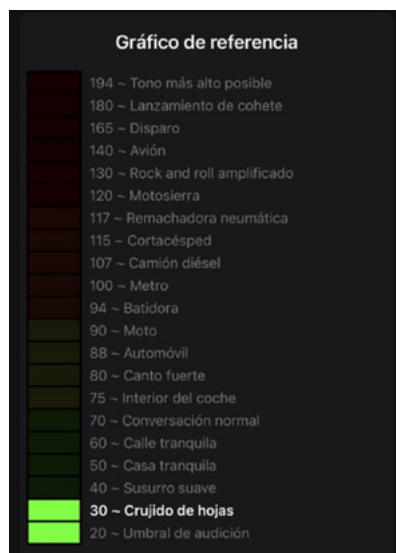 Gráfico de referencia
194 ~ Tono más alto posible
180 ~ Lanzamiento de cohete
165 ~ Disparo
140 ~ Avión
130 ~ Rock and roll amplificado
120 ~ Motosierra
117 ~ Remachadora neumática
115 ~ Cortacésped
107 ~ Camión diésel
100 ~ Metro
94 ~ Batidora
90 ~ Moto
88 ~ Automóvil
80 ~ Canto fuerte
75 ~ Interior del coche
70 ~ Conversación normal
60 ~ Calle tranquila
50 ~ Casa tranquila
40 ~ Susurro suave
30 ~ Crujido de hojas
20 ~ Umbral de audición